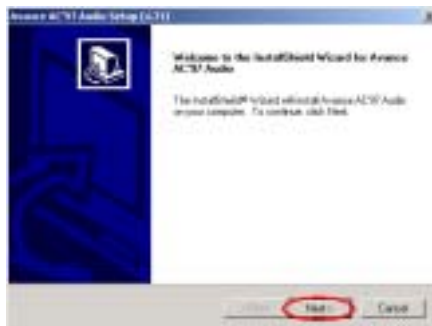 Avance AC'97 Audio Setup
Welcome to the InstallShield Wizard for Avance
AC'97 Audio
The InstallShield® Wizard will install Avance AC'97 Audio
on your computer. To continue, click Next.
Next >
Cancel